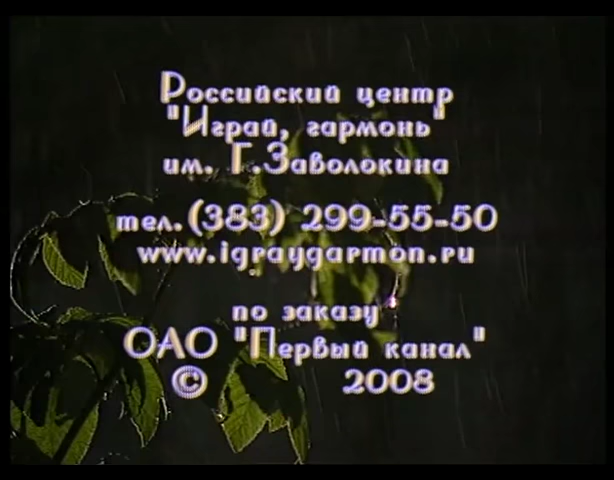 Российский центр
"Играй, гармонь"
им. Г.Заволокина
тел.(383) 299-55-50
www.igraygarmon.ru
по заказу
ОАО "Первый канал"
© 2008